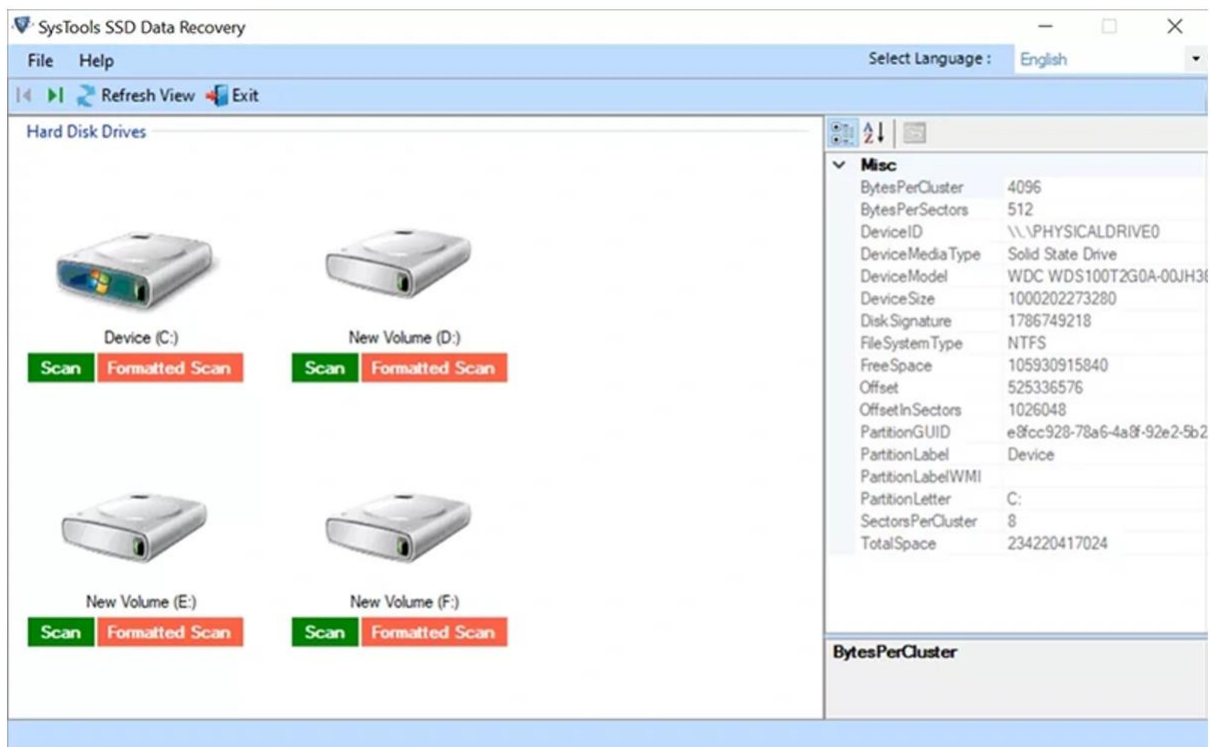 SysTools SSD Data Recovery
File Help Select Language : English
Refresh View Exit
Hard Disk Drives
Device (C:)
Scan Formatted Scan
New Volume (D:)
Scan Formatted Scan
New Volume (E:)
Scan Formatted Scan
New Volume (F:)
Scan Formatted Scan
Misc
BytesPerCluster 4096
BytesPerSectors 512
DeviceID \\.\PHYSICALDRIVE0
DeviceMediaType Solid State Drive
DeviceModel WDC WDS100T2G0A-00JH3
DeviceSize 1000202273280
DiskSignature 1786749218
FileSystemType NTFS
FreeSpace 105930915840
Offset 525336576
OffsetInSectors 1026048
PartitionGUID e8fcc928-78a6-4a8f-92e2-5b2
PartitionLabel Device
PartitionLabelWMI
PartitionLetter C:
SectorsPerCluster 8
TotalSpace 234220417024
BytesPerCluster